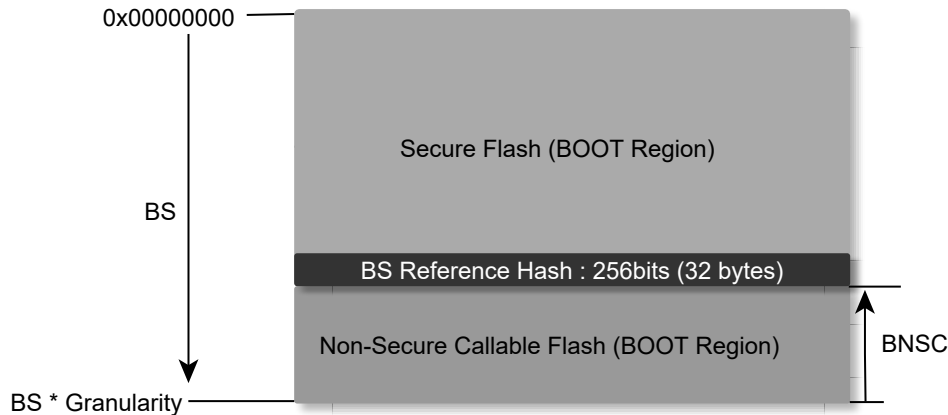 0x00000000
Secure Flash (BOOT Region)
BS
BS Reference Hash : 256bits (32 bytes)
Non-Secure Callable Flash (BOOT Region)
BNSC
BS * Granularity